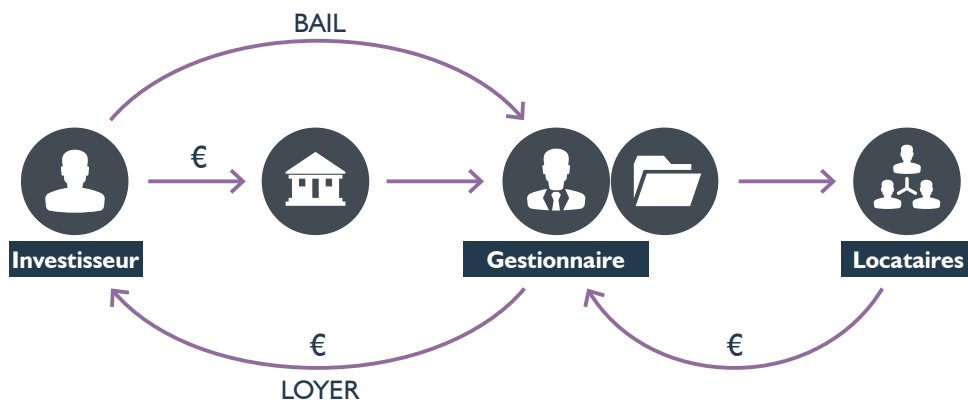 BAIL
€
Investisseur
Gestionnaire
Locataires
€
€
LOYER